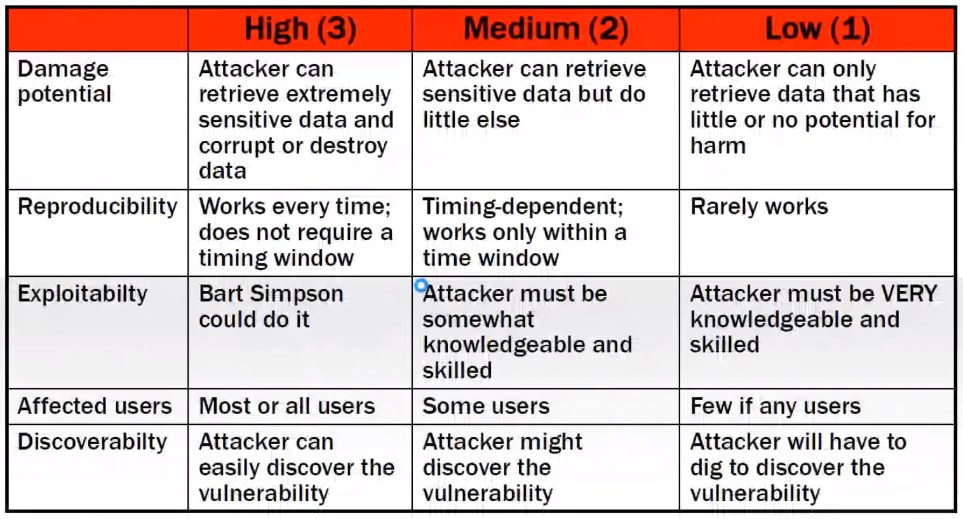 High (3) Medium (2) Low (1)
Damage
potential
Attacker can
retrieve extremely
sensitive data and
corrupt or destroy
data
Attacker can retrieve
sensitive data but do
little else
Attacker can only
retrieve data that has
little or no potential for
harm
Reproducibility
Works every time;
does not require a
timing window
Timing-dependent;
works only within a
time window
Rarely works
Exploitabilty
Bart Simpson
could do it
Attacker must be
somewhat
knowledgeable and
skilled
Attacker must be VERY
knowledgeable and
skilled
Affected users
Most or all users
Some users
Few if any users
Discoverabilty
Attacker can
easily discover the
vulnerability
Attacker might
discover the
vulnerability
Attacker will have to
dig to discover the
vulnerability